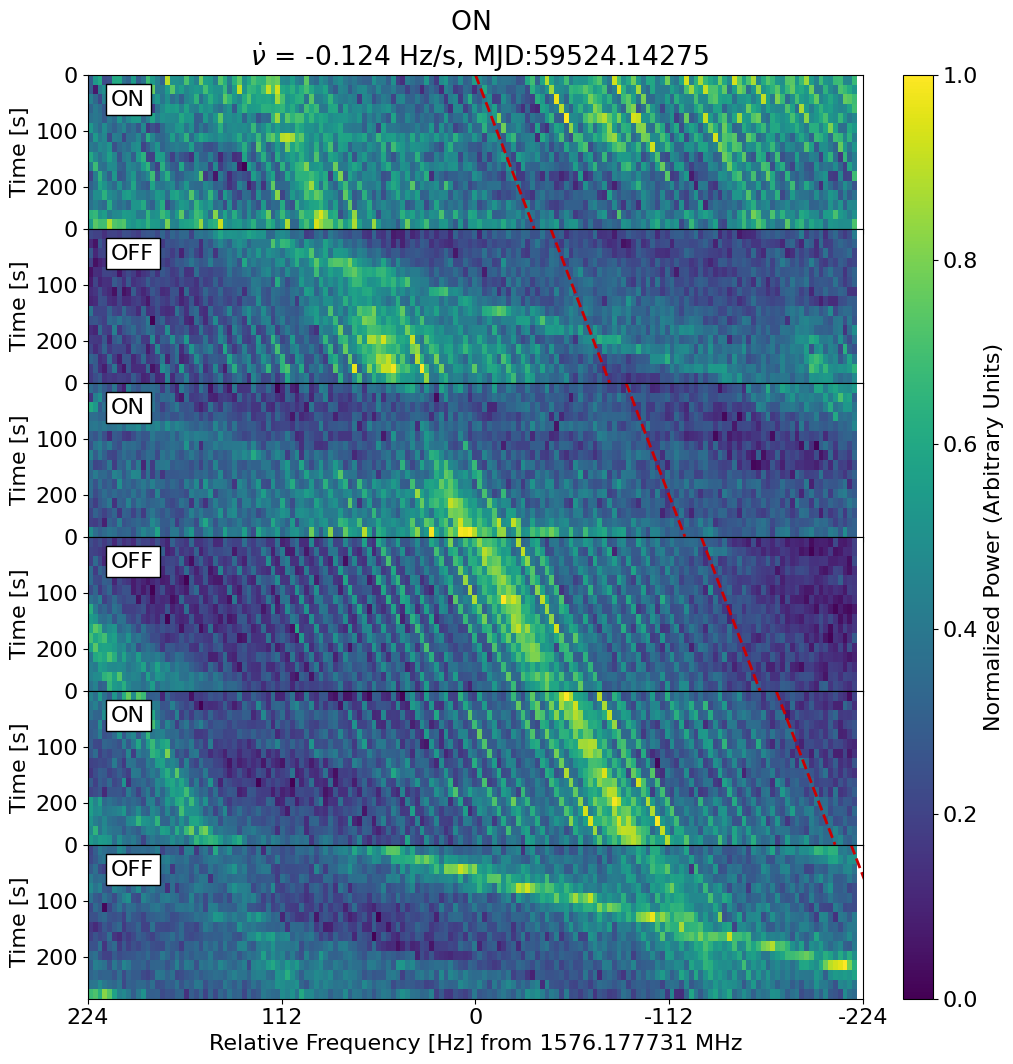 ON
ν̇ = -0.124 Hz/s, MJD:59524.14275
0
ON
100
200
Time [s]
0
OFF
100
200
Time [s]
0
ON
100
200
Time [s]
0
OFF
100
200
Time [s]
0
ON
100
200
Time [s]
0
OFF
100
200
Time [s]
224 112 0 -112 -224
Relative Frequency [Hz] from 1576.177731 MHz
1.0
0.8
0.6
0.4
0.2
0.0
Normalized Power (Arbitrary Units)